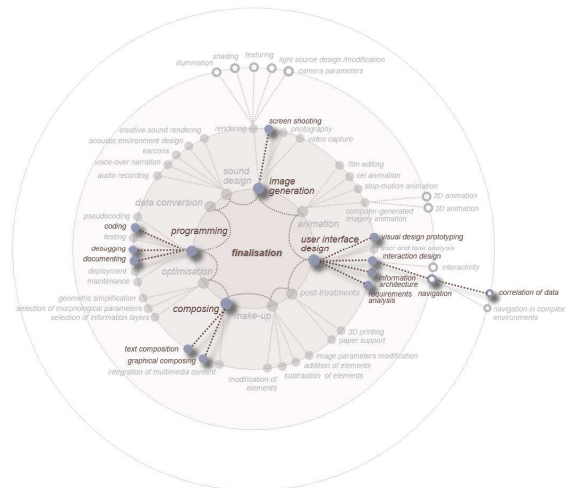 texturing
shading
light source design /modification
illumination
camera parameters
screen shooting
creative sound rendering
rendering
photography
acoustic environment design
video capture
earcons
voice-over narration
film editing
sound
design
cel animation
audio recording
image
generation
stop-motion animation
2D animation
data conversion
computer-generated
imagery animation
3D animation
pseudocoding
animation
coding
programming
user interface
design
visual design prototyping
testing
user and task analysis
debugging
finalisation
interaction design
documenting
interactivity
deployment
optimisation
information
architecture
maintenance
post-treatments
requirements
analysis
navigation
correlation of data
geometric simplification
composing
navigation in complex
environments
selection of morphological parameters
make-up
selection of information layers
3D printing
paper support
text composition
image parameters modification
graphical composing
addition of elements
integration of multimedia content
subtraction of elements
modification of
elements